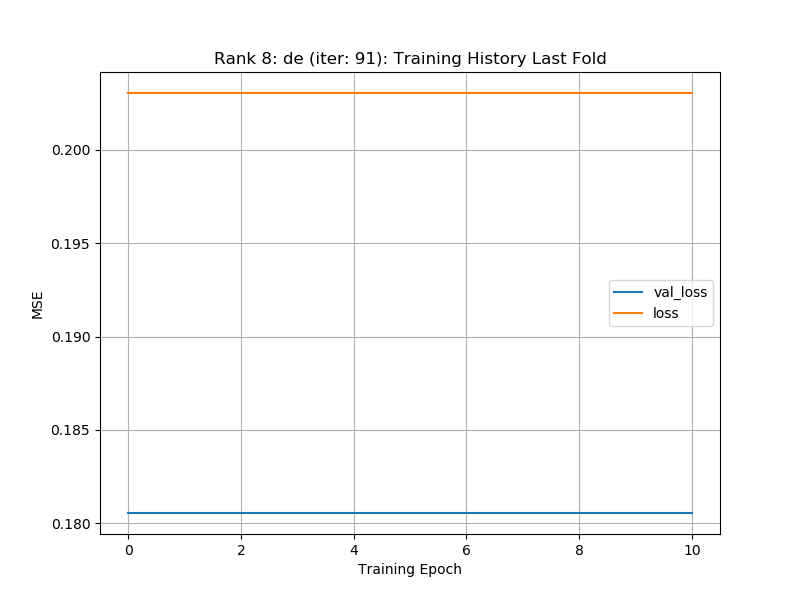 Rank 8: de (iter: 91): Training History Last Fold
0.200
0.195
0.190
0.185
0.180
MSE
val_loss
loss
0 2 4 6 8 10
Training Epoch